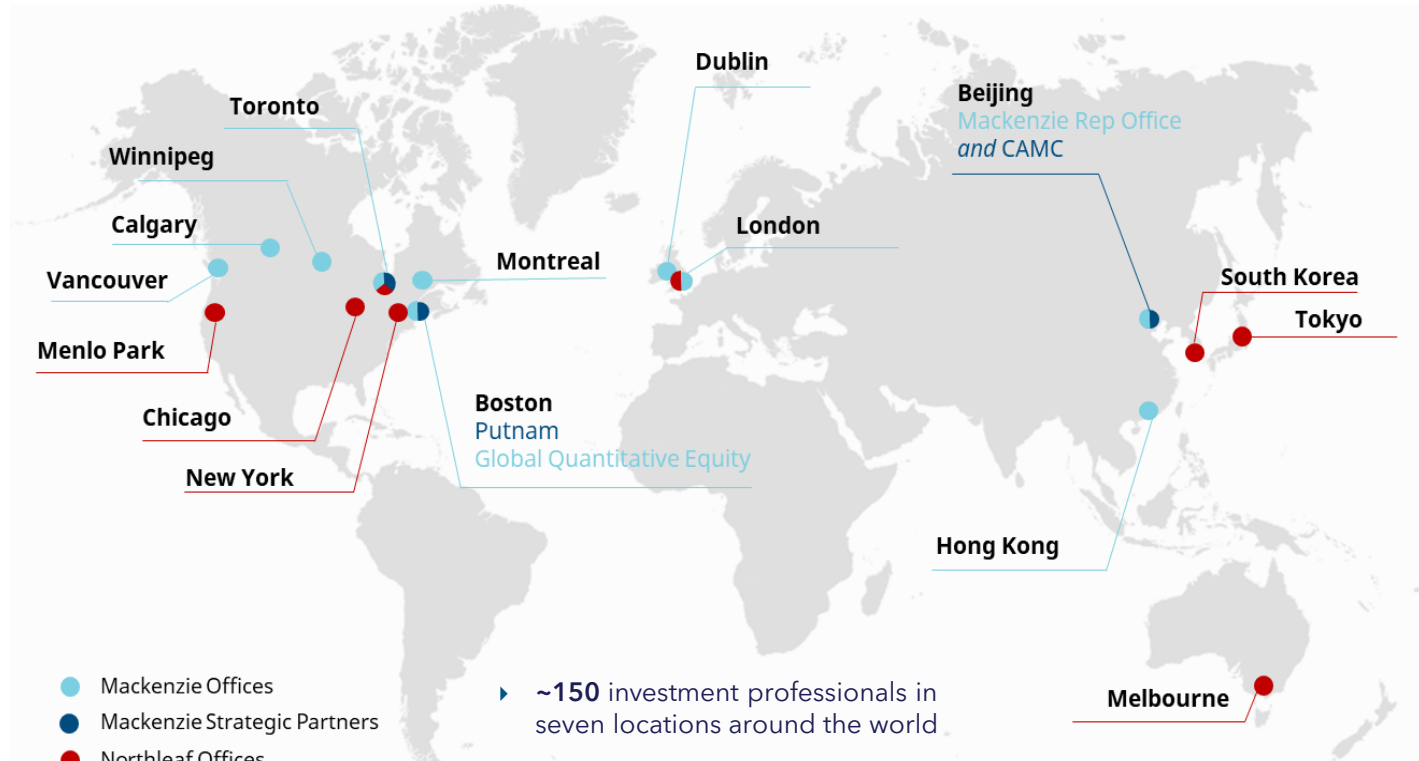 Dublin
Toronto
Beijing
Mackenzie Rep Office
and CAMC
Winnipeg
Calgary
London
Montreal
Vancouver
South Korea
Tokyo
Menlo Park
Chicago
Boston
Putnam
Global Quantitative Equity
New York
Hong Kong
Melbourne
Mackenzie Offices
Mackenzie Strategic Partners
Northleaf Offices
~150 investment professionals in
seven locations around the world